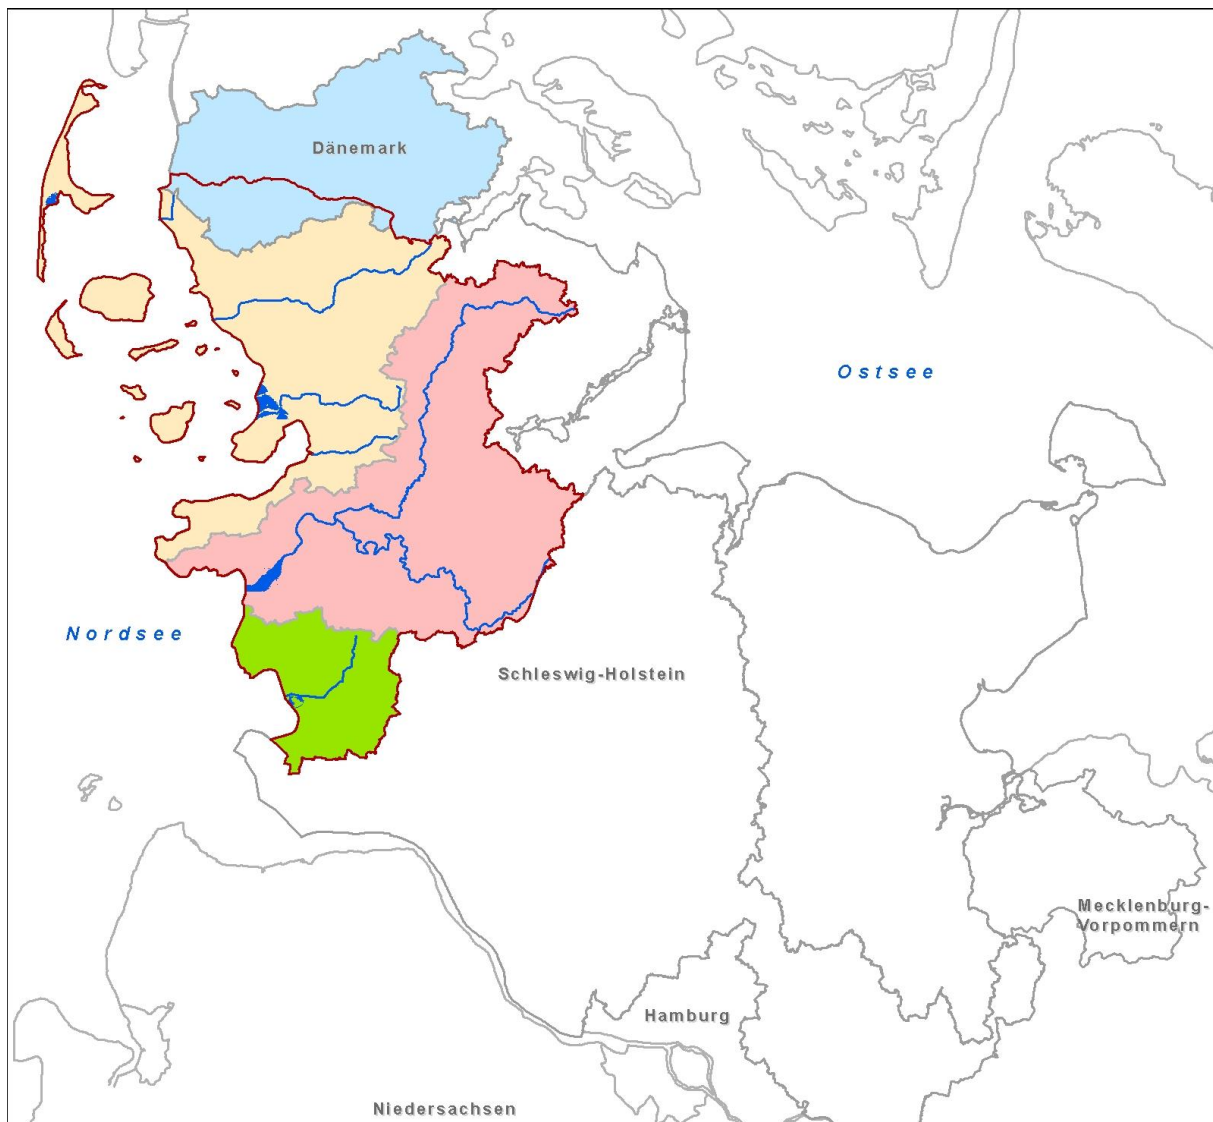 Dänemark
Ostsee
Nordsee
Schleswig-Holstein
Mecklenburg-
Vorpommern
Hamburg
Niedersachsen